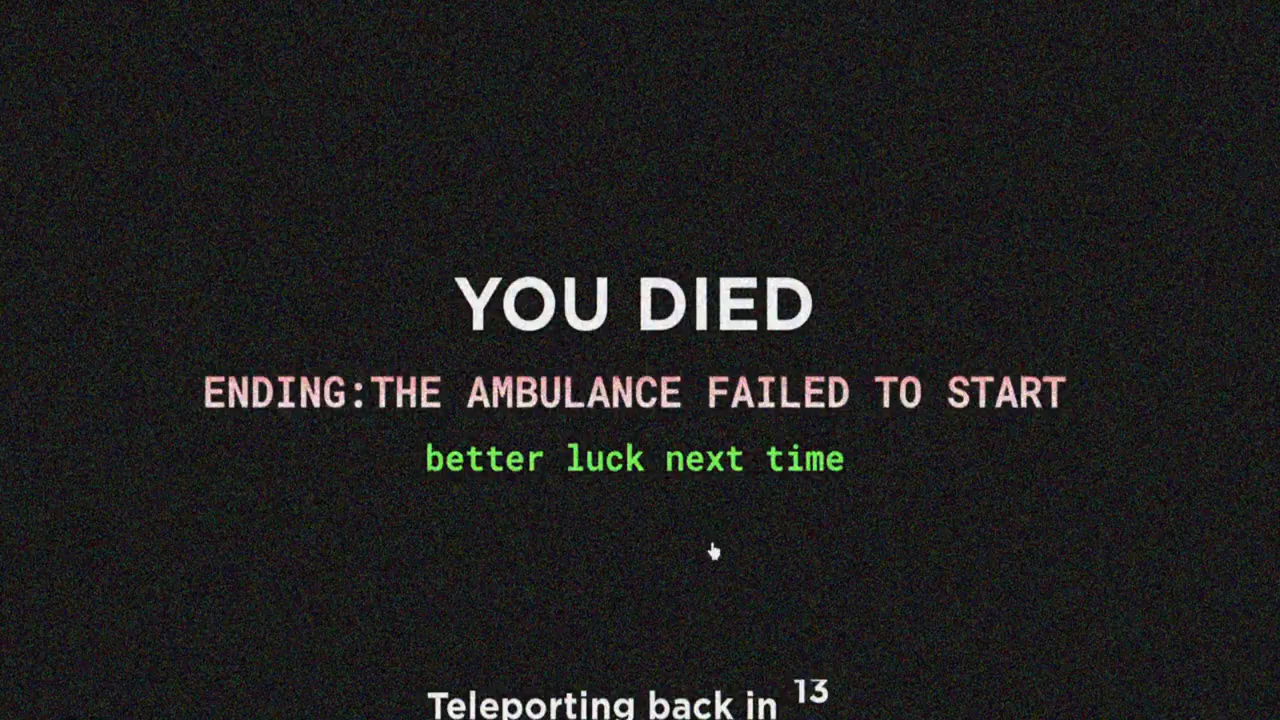 YOU DIED
ENDING:THE AMBULANCE FAILED TO START
better luck next time
Teleporting back in 13